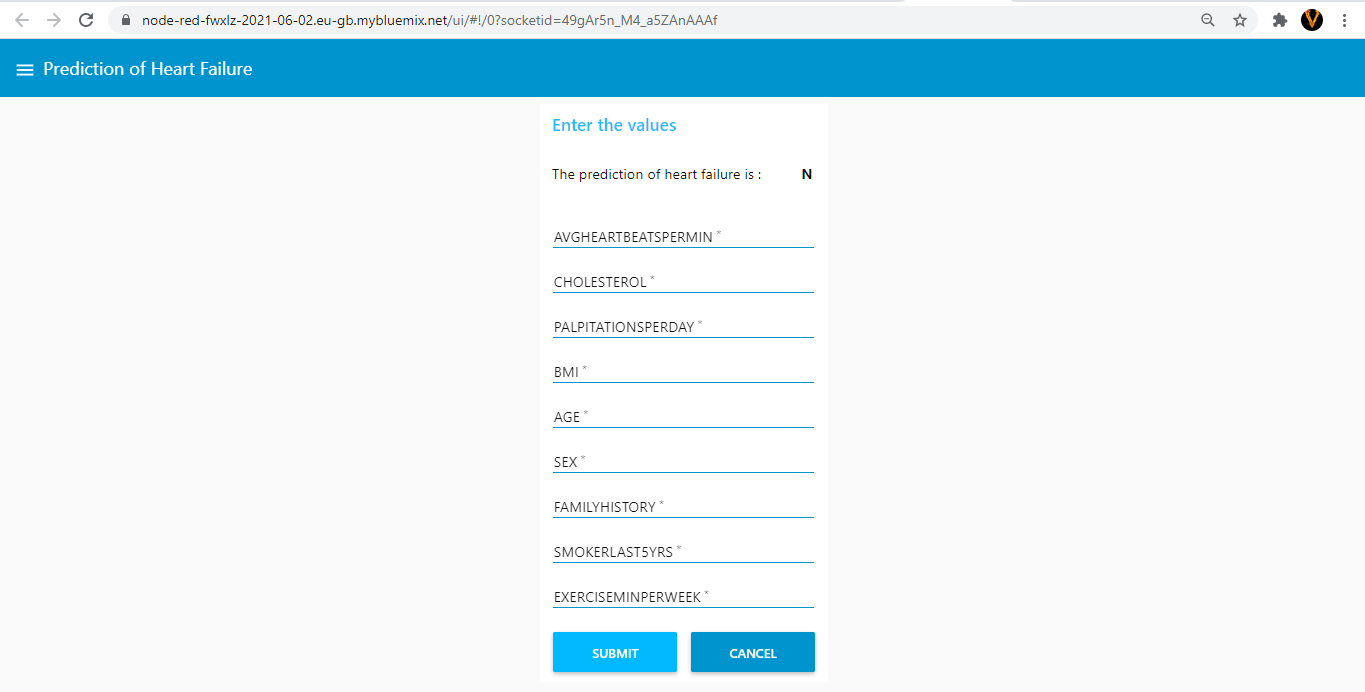 node-red-fwxlz-2021-06-02.eu-gb.mybluemix.net/ui/#!/0?socketid=49gAr5n_M4_a5ZAnAAAf
Prediction of Heart Failure
Enter the values
The prediction of heart failure is : N
AVGHEARTBEATSPERMIN *
CHOLESTEROL *
PALPITATIONSPERDAY *
BMI *
AGE *
SEX *
FAMILYHISTORY *
SMOKERLAST5YRS *
EXERCISEMINPERWEEK *
SUBMIT CANCEL